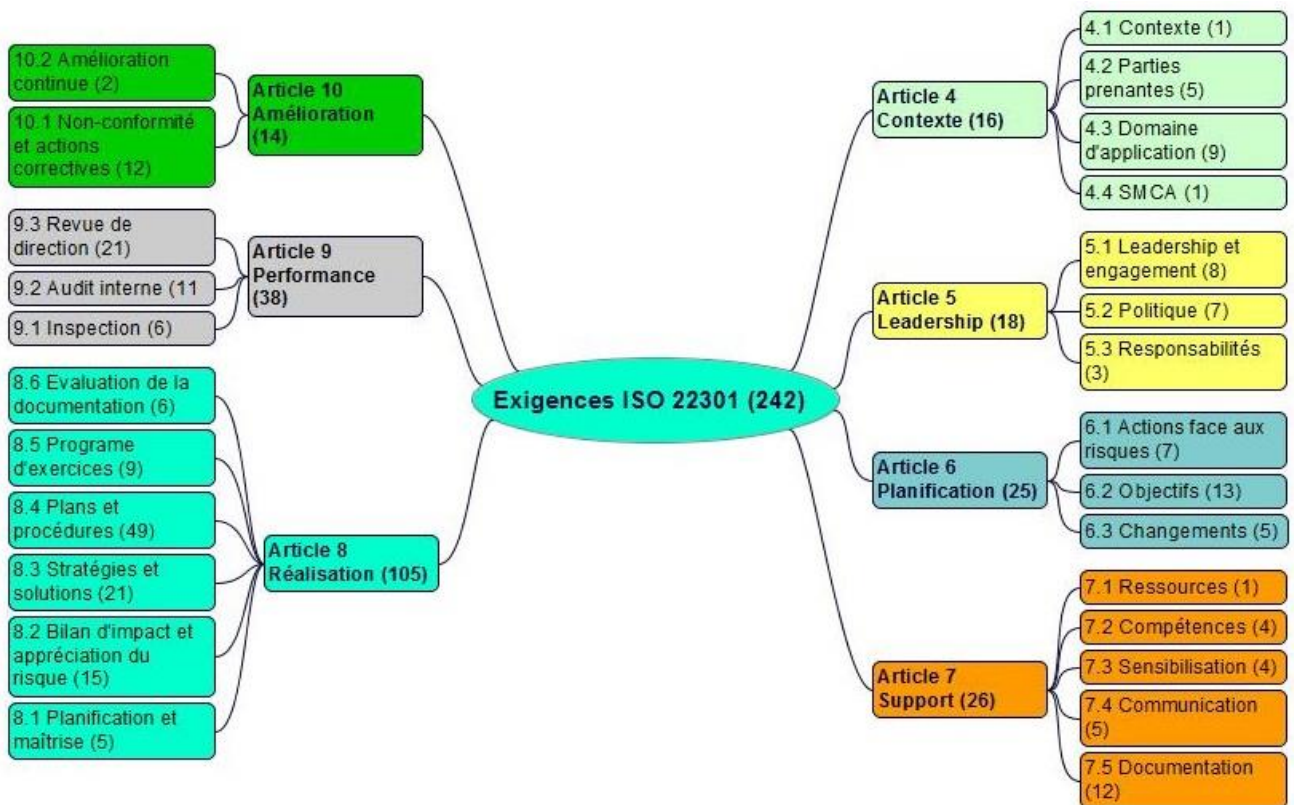 Exigences ISO 22301 (242)
Article 4
Contexte (16)
4.1 Contexte (1)
4.2 Parties
prenantes (5)
4.3 Domaine
d'application (9)
4.4 SMCA (1)
Article 5
Leadership (18)
5.1 Leadership et
engagement (8)
5.2 Politique (7)
5.3 Responsabilités
(3)
Article 6
Planification (25)
6.1 Actions face aux
risques (7)
6.2 Objectifs (13)
6.3 Changements (5)
Article 7
Support (26)
7.1 Ressources (1)
7.2 Compétences (4)
7.3 Sensibilisation (4)
7.4 Communication
(5)
7.5 Documentation
(12)
Article 8
Réalisation (105)
8.6 Evaluation de la
documentation (6)
8.5 Programe
d'exercices (9)
8.4 Plans et
procédures (49)
8.3 Stratégies et
solutions (21)
8.2 Bilan d'impact et
appréciation du
risque (15)
8.1 Planification et
maîtrise (5)
Article 9
Performance
(38)
9.3 Revue de
direction (21)
9.2 Audit interne (11
9.1 Inspection (6)
Article 10
Amélioration
(14)
10.2 Amélioration
continue (2)
10.1 Non-conformité
et actions
correctives (12)